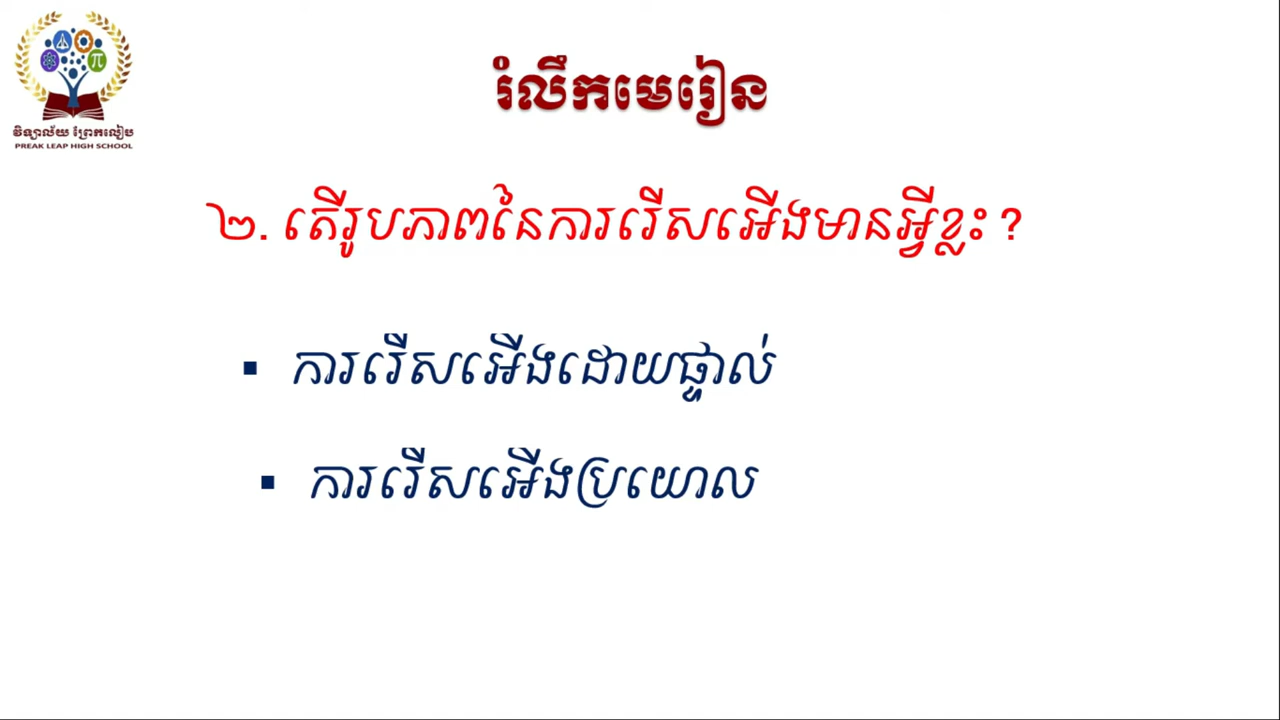 វិទ្យាល័យ ព្រែកលៀប
PREAK LEAP HIGH SCHOOL
រំលឹកមេរៀន
២. តើរូបភាពនៃការរើសអើងមានអ្វីខ្លះ ?
▪ ការរើសអើងដោយផ្ទាល់
▪ ការរើសអើងប្រយោល